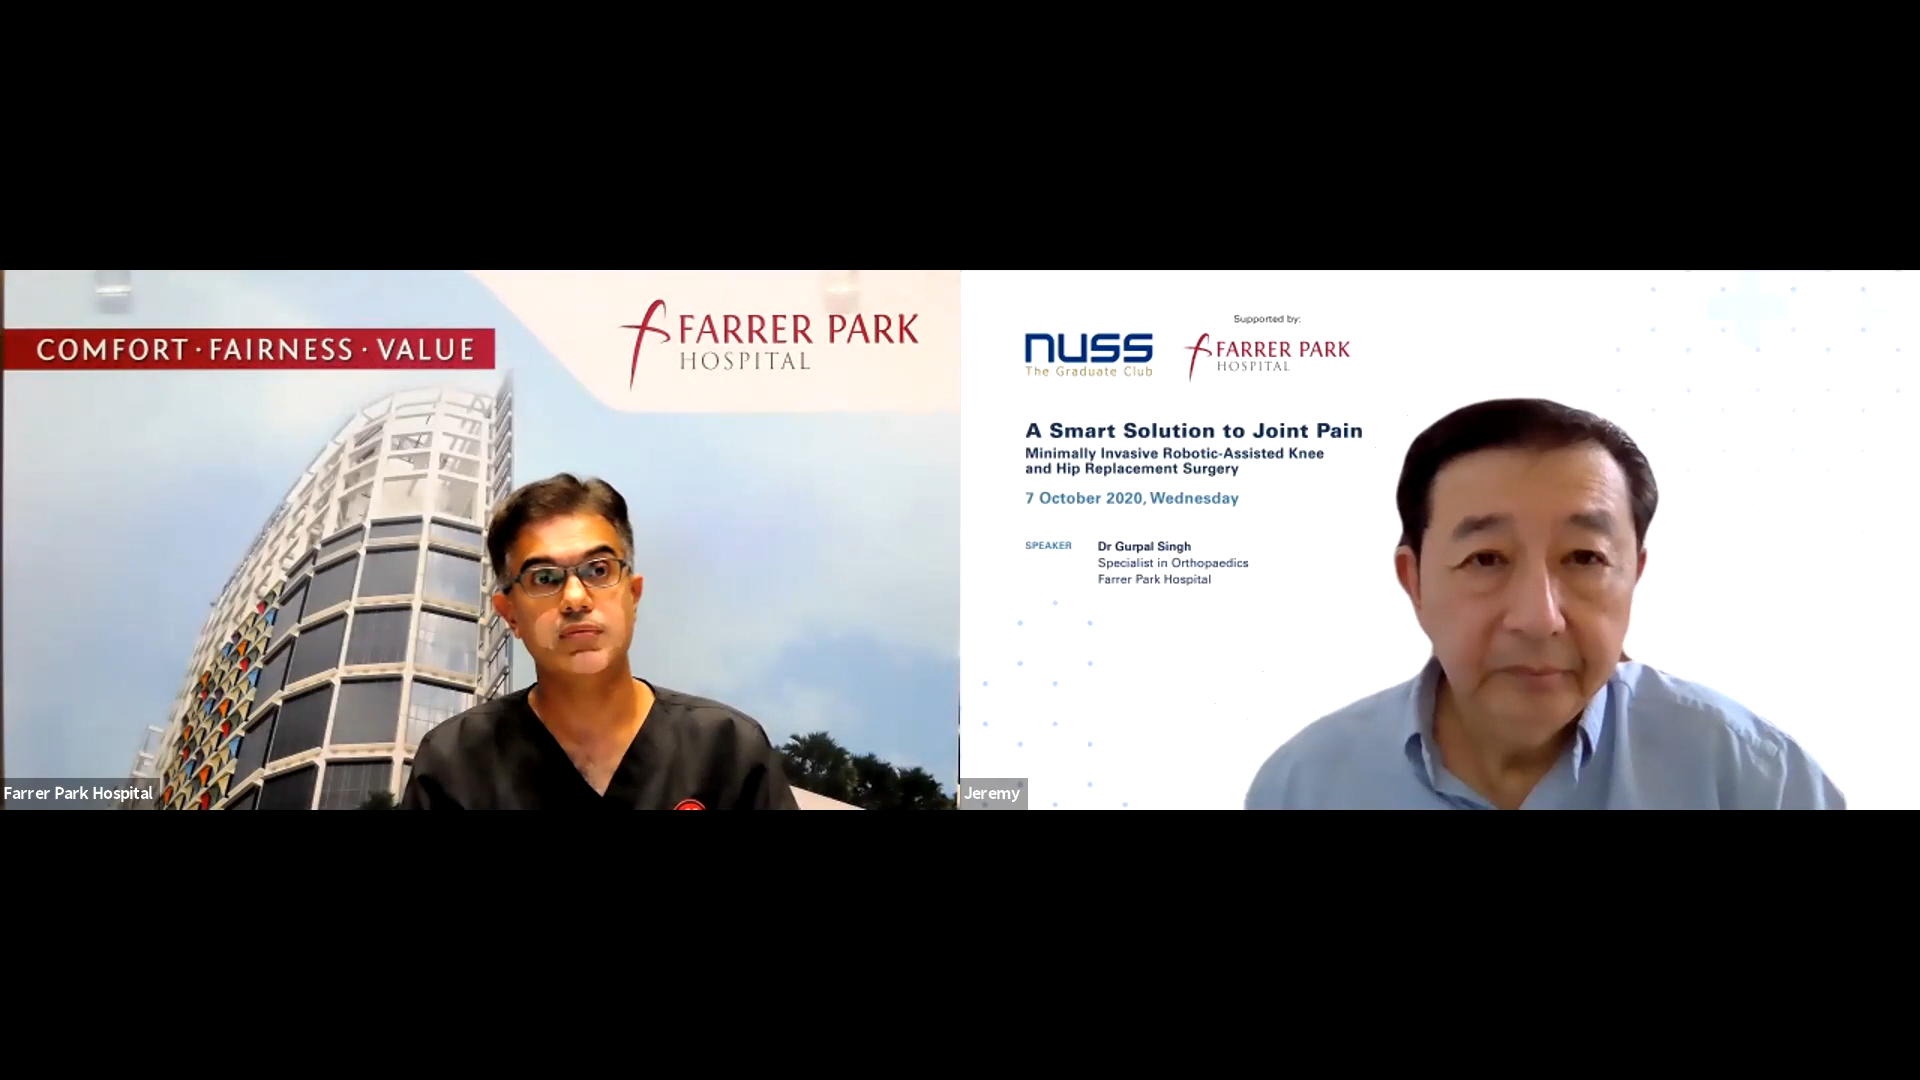 COMFORT · FAIRNESS · VALUE
FARRER PARK
HOSPITAL
Farrer Park Hospital
Supported by:
NUSS
The Graduate Club
FARRER PARK
HOSPITAL
A Smart Solution to Joint Pain
Minimally Invasive Robotic-Assisted Knee
and Hip Replacement Surgery
7 October 2020, Wednesday
SPEAKER
Dr Gurpal Singh
Specialist in Orthopaedics
Farrer Park Hospital
Jeremy